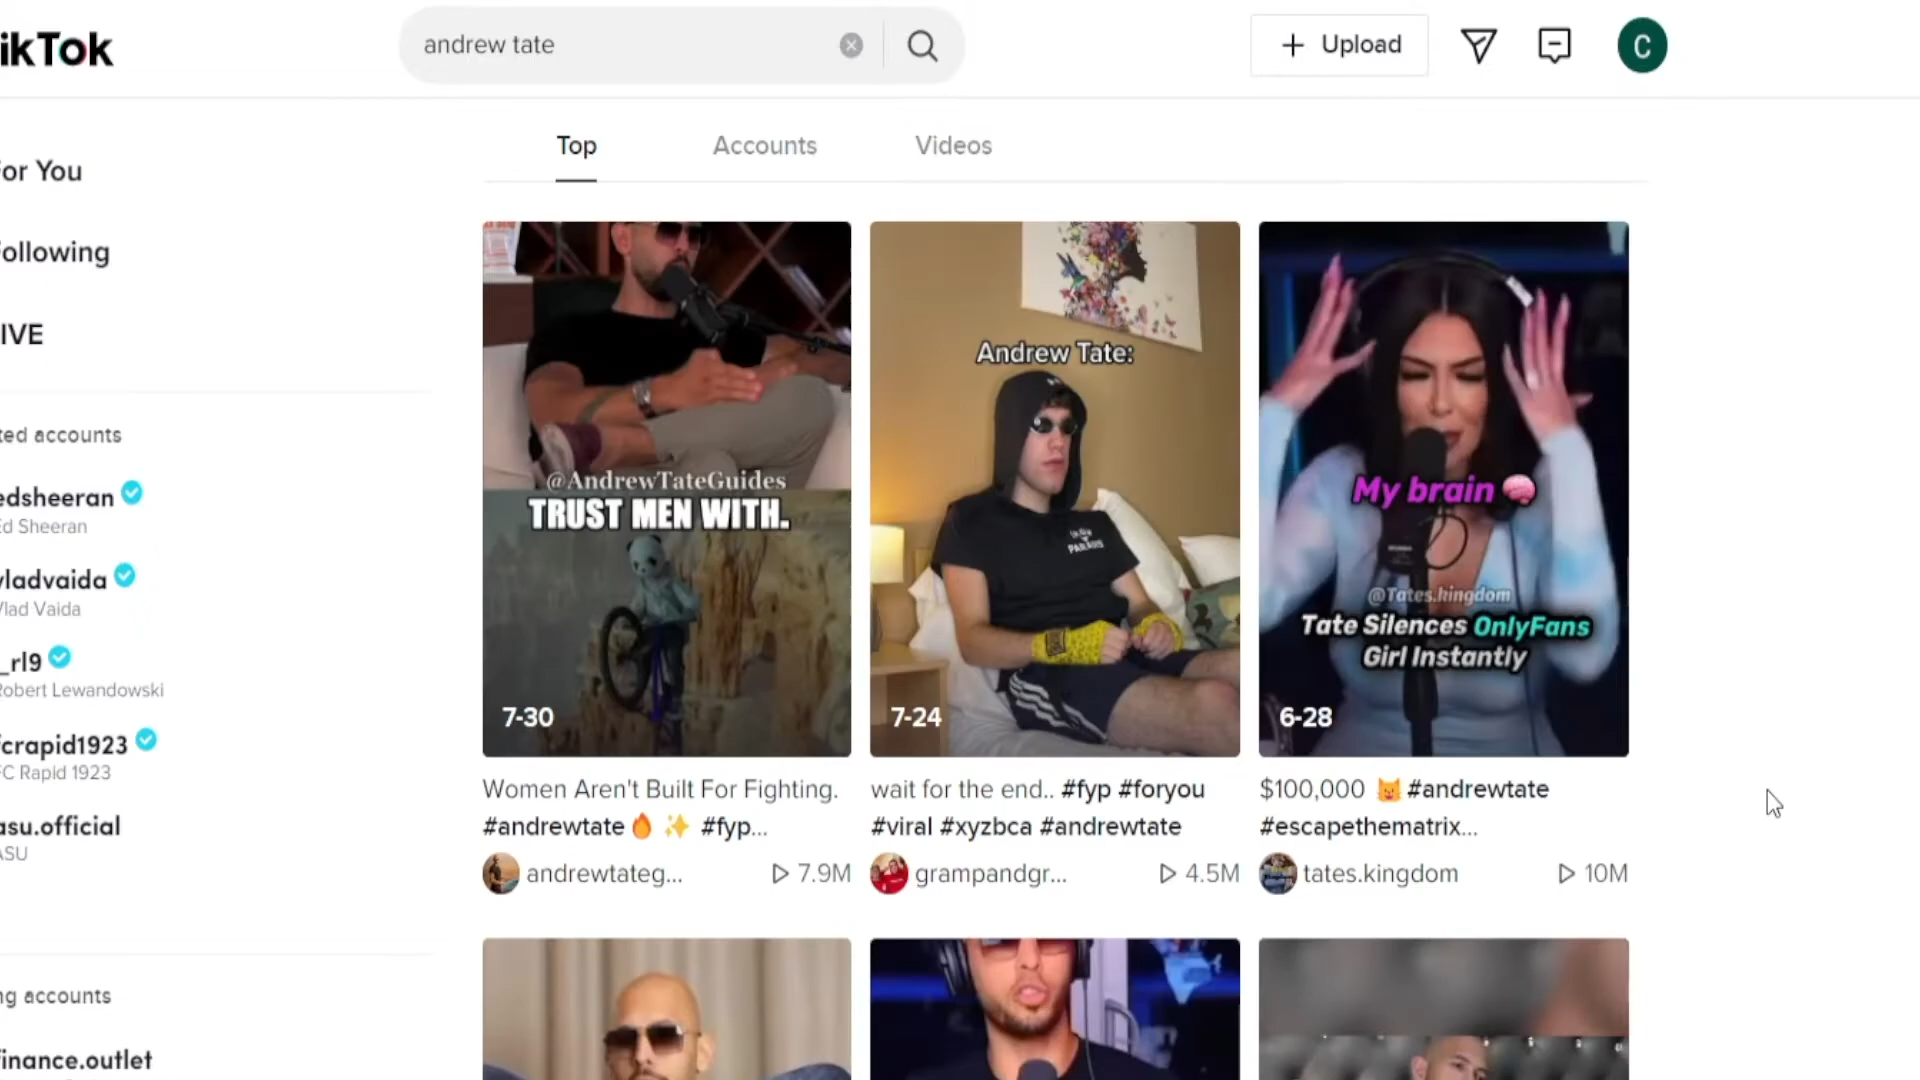 ikTok
andrew tate
Upload
C
or You
ollowing
IVE
Top
Accounts
Videos
ted accounts
edsheeran
Ed Sheeran
vladvaida
Vlad Vaida
_rl9
Robert Lewandowski
fcrapid1923
FC Rapid 1923
asu.official
ASU
ng accounts
finance.outlet
@AndrewTateGuides
TRUST MEN WITH.
7-30
Women Aren't Built For Fighting.
#andrewtate🔥 ✨ #fyp...
andrewtateg...
7.9M
Andrew Tate:
7-24
wait for the end.. #fyp #foryou
#viral #xyzbca #andrewtate
grampandgr...
4.5M
My brain 🧠
@Tates.kingdom
Tate Silences OnlyFans
Girl Instantly
6-28
$100,000 😼 #andrewtate
#escapethematrix...
tates.kingdom
10M